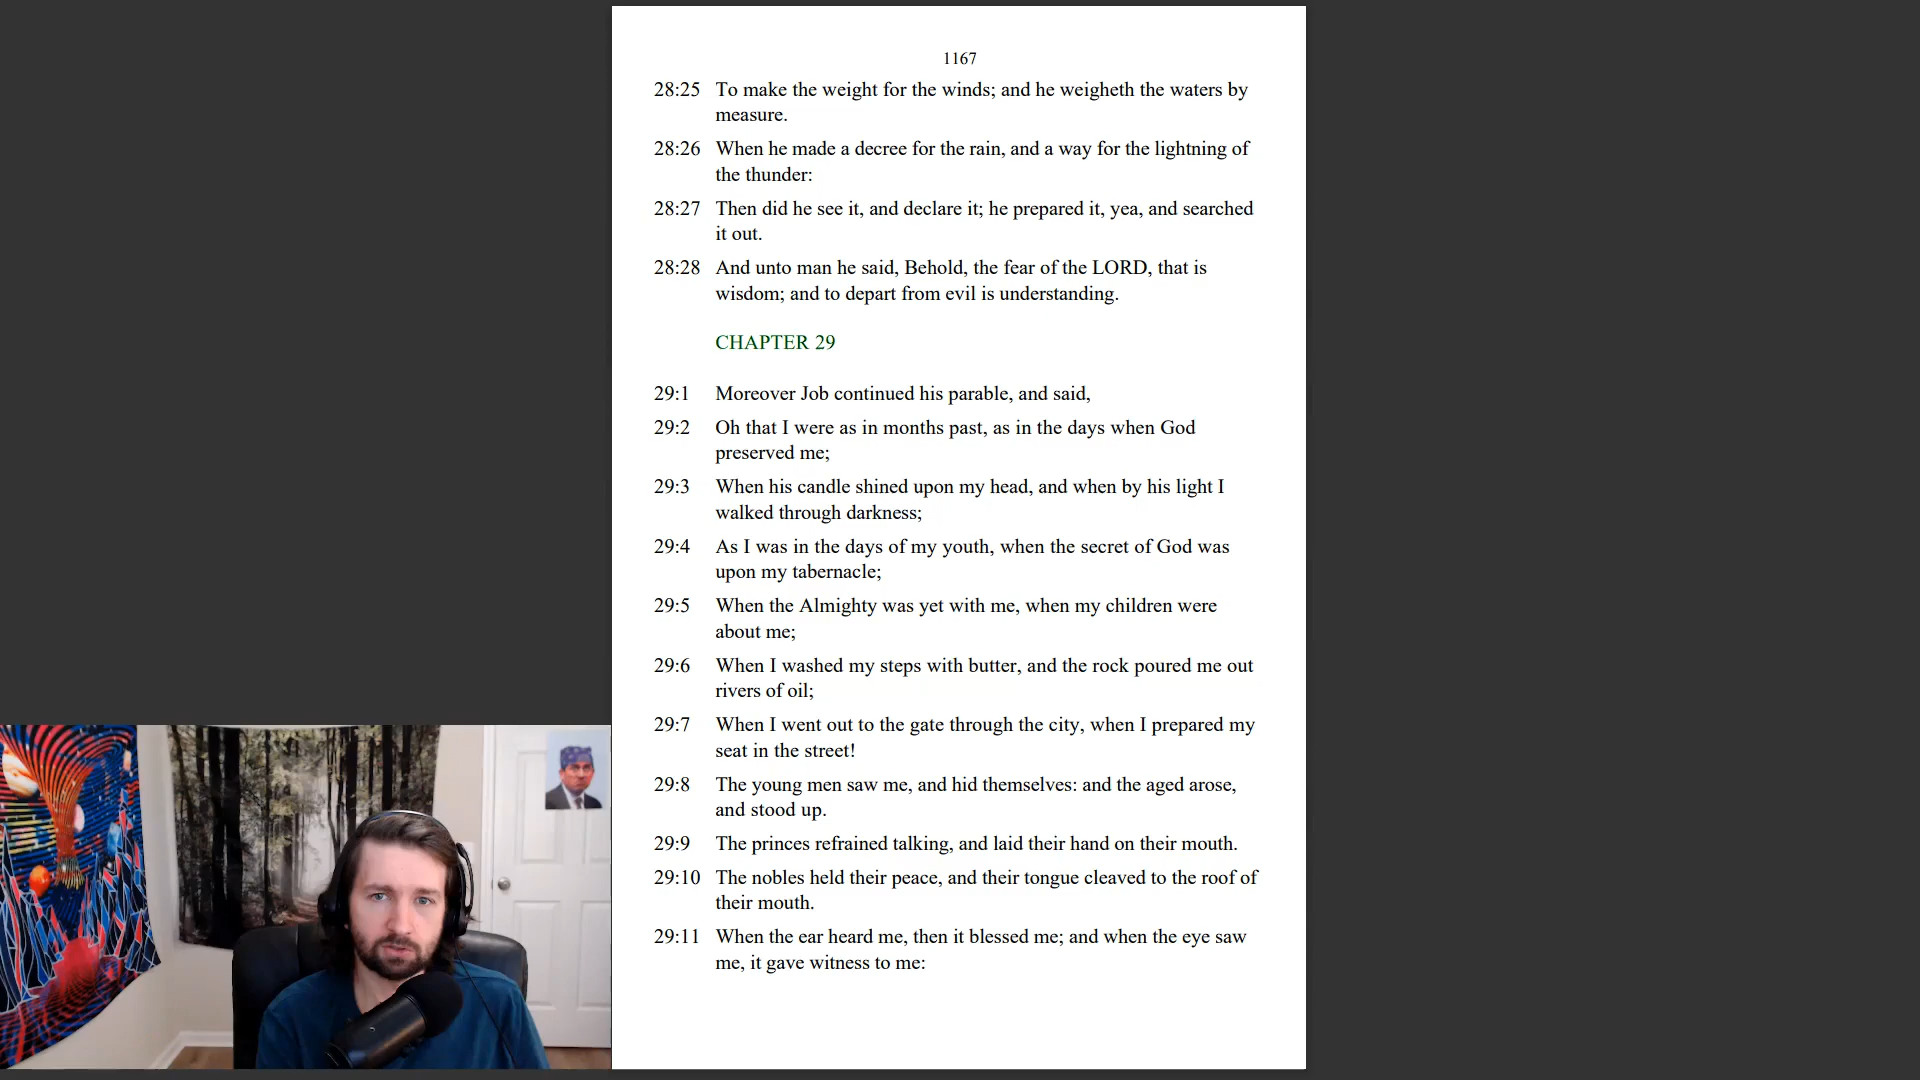 1167
28:25 To make the weight for the winds; and he weigheth the waters by
measure.
28:26 When he made a decree for the rain, and a way for the lightning of
the thunder:
28:27 Then did he see it, and declare it; he prepared it, yea, and searched
it out.
28:28 And unto man he said, Behold, the fear of the LORD, that is
wisdom; and to depart from evil is understanding.
CHAPTER 29
29:1 Moreover Job continued his parable, and said,
29:2 Oh that I were as in months past, as in the days when God
preserved me;
29:3 When his candle shined upon my head, and when by his light I
walked through darkness;
29:4 As I was in the days of my youth, when the secret of God was
upon my tabernacle;
29:5 When the Almighty was yet with me, when my children were
about me;
29:6 When I washed my steps with butter, and the rock poured me out
rivers of oil;
29:7 When I went out to the gate through the city, when I prepared my
seat in the street!
29:8 The young men saw me, and hid themselves: and the aged arose,
and stood up.
29:9 The princes refrained talking, and laid their hand on their mouth.
29:10 The nobles held their peace, and their tongue cleaved to the roof of
their mouth.
29:11 When the ear heard me, then it blessed me; and when the eye saw
me, it gave witness to me: